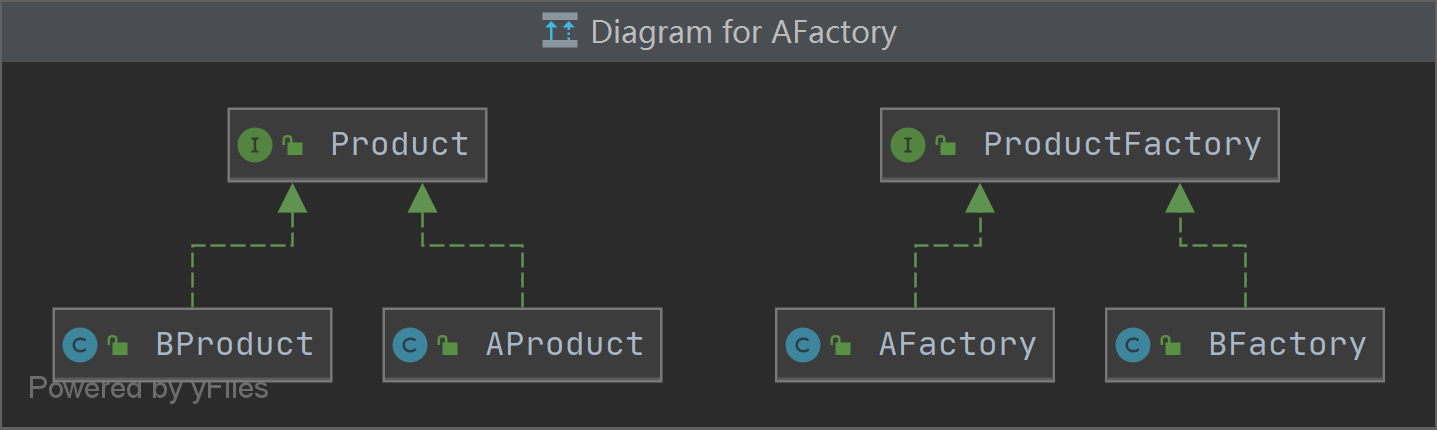 Diagram for AFactory
I Product
I ProductFactory
C BProduct
C AProduct
C AFactory
C BFactory
Powered by yFiles